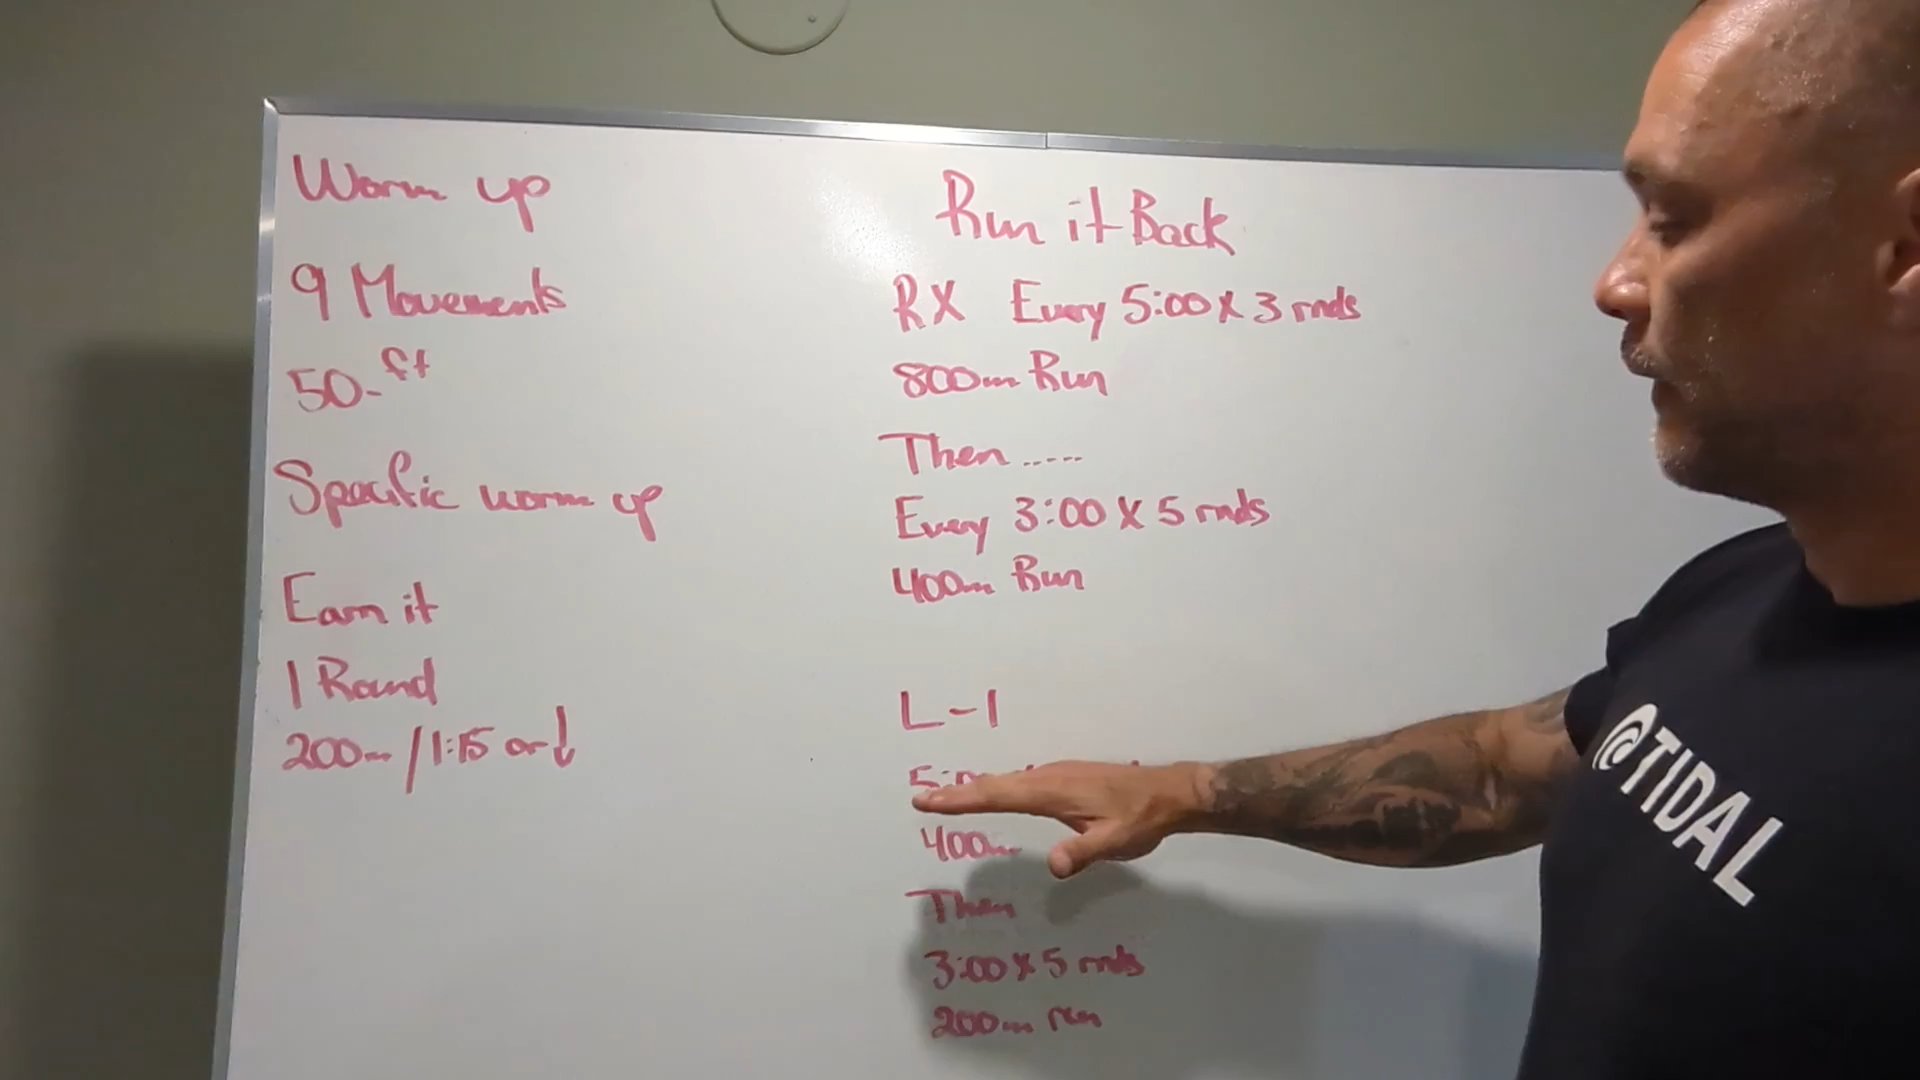 Warm up
9 Movements
50-ft
Specific warm up
Earn it
1 Round
200m / 1:15 or ↓
Run it Back
RX Every 5:00 X 3 rnds
800m Run
Then .....
Every 3:00 X 5 rnds
400m Run
L-1
400m
Then
3:00 X 5 rnds
200m run
@TIDAL